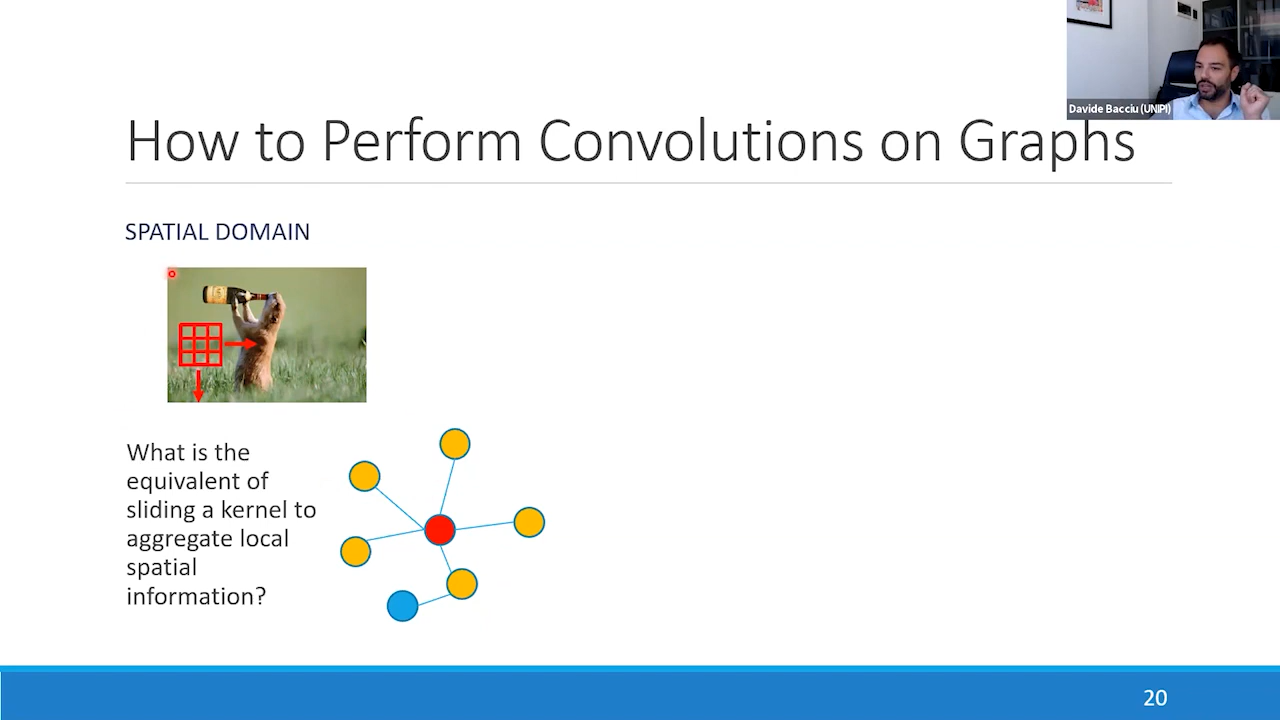 Davide Bacciu (UNIPI)
How to Perform Convolutions on Graphs
SPATIAL DOMAIN
What is the
equivalent of
sliding a kernel to
aggregate local
spatial
information?
20